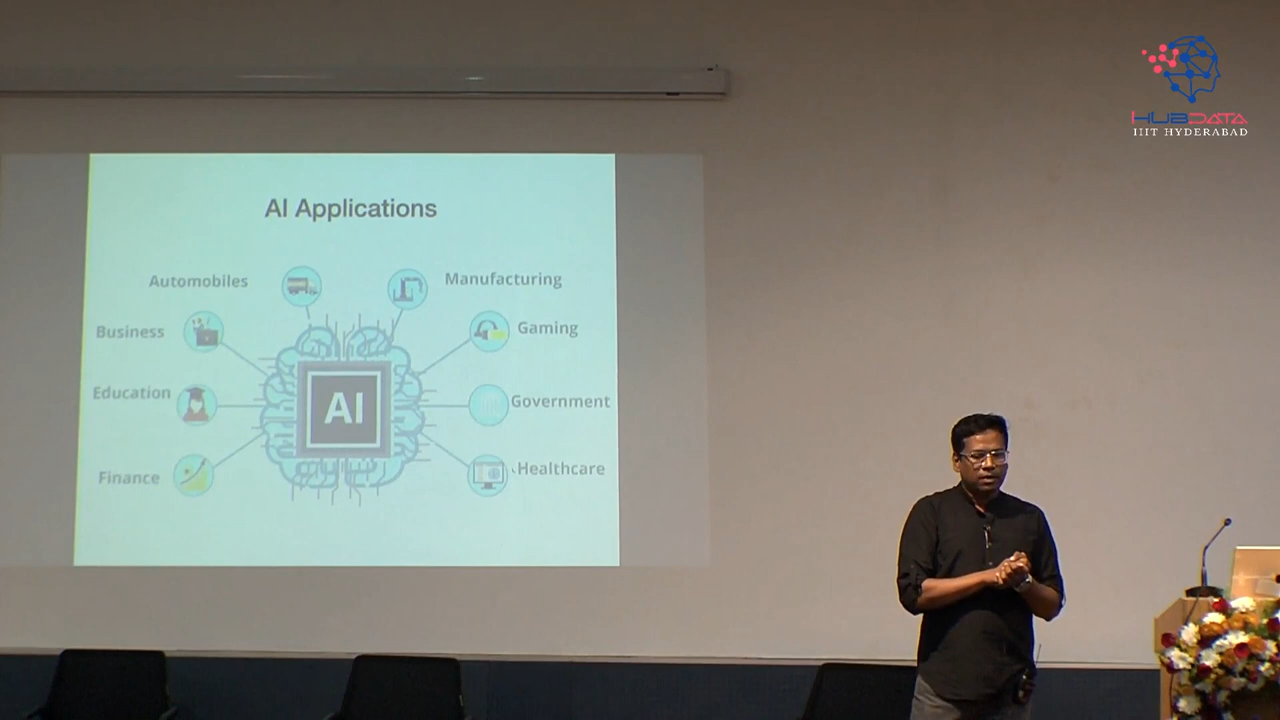 HUBDATA
IIIT HYDERABAD
AI Applications
Automobiles
Manufacturing
Business
Gaming
Education
AI
Government
Finance
Healthcare